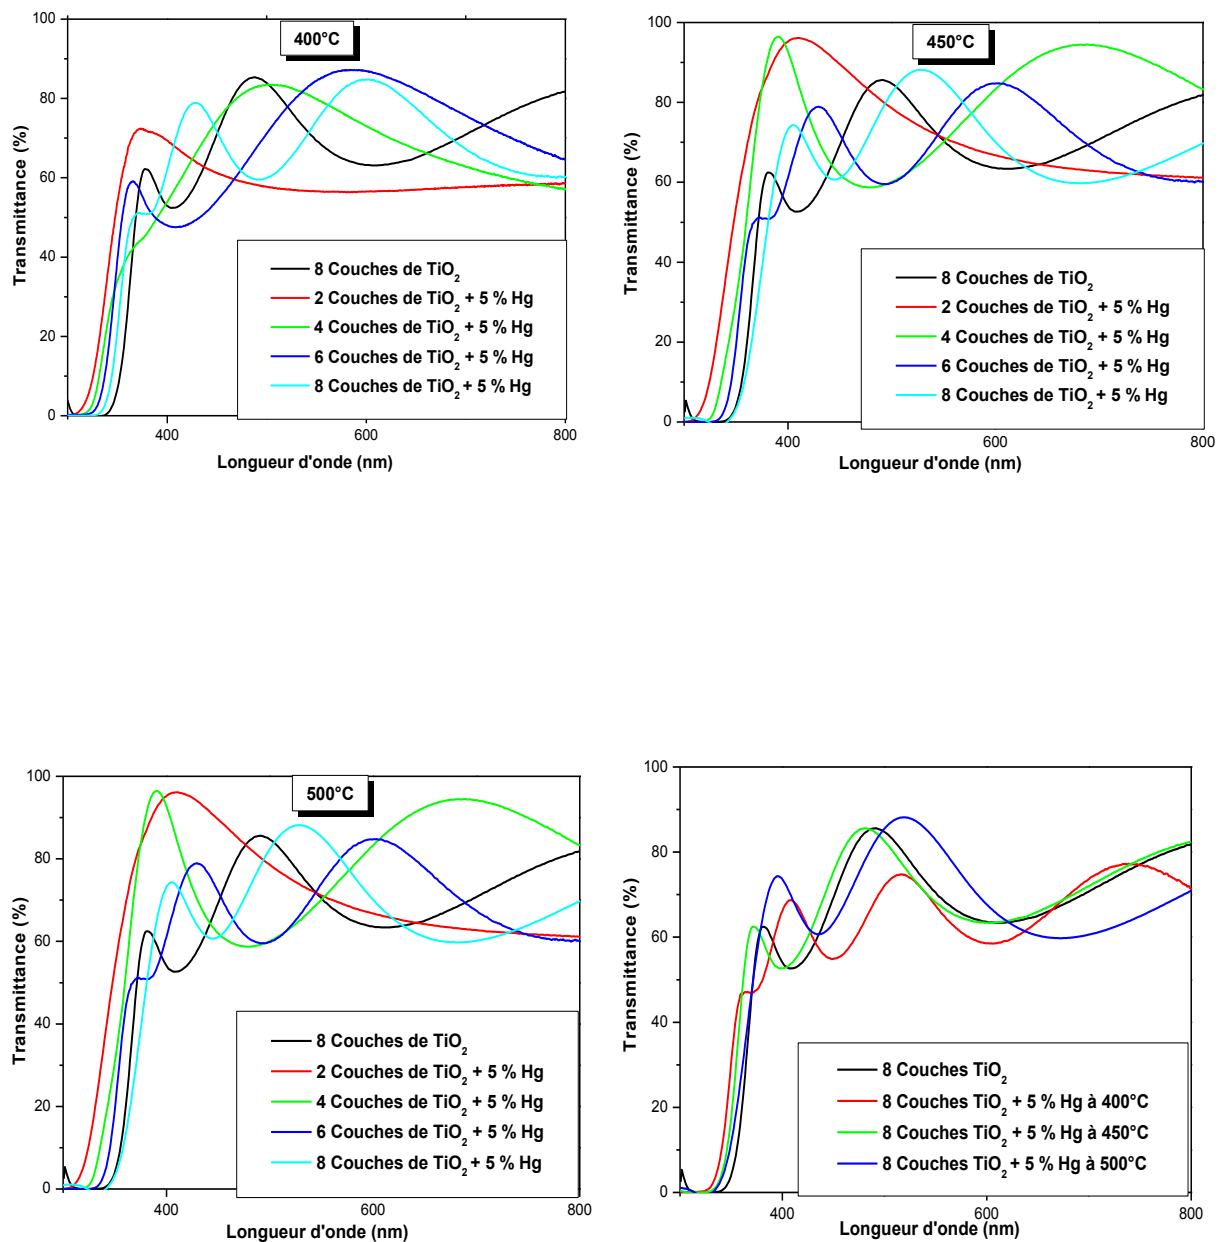 400°C
100
80
60
40
20
0
Transmittance (%)
8 Couches de TiO₂
2 Couches de TiO₂ + 5 % Hg
4 Couches de TiO₂ + 5 % Hg
6 Couches de TiO₂ + 5 % Hg
8 Couches de TiO₂ + 5 % Hg
400 600 800
Longueur d'onde (nm)
450°C
100
80
60
40
20
0
Transmittance (%)
8 Couches de TiO₂
2 Couches de TiO₂ + 5 % Hg
4 Couches de TiO₂ + 5 % Hg
6 Couches de TiO₂ + 5 % Hg
8 Couches de TiO₂ + 5 % Hg
400 600 800
Longueur d'onde (nm)
500°C
100
80
60
40
20
0
Transmittance (%)
8 Couches de TiO₂
2 Couches de TiO₂ + 5 % Hg
4 Couches de TiO₂ + 5 % Hg
6 Couches de TiO₂ + 5 % Hg
8 Couches de TiO₂ + 5 % Hg
400 600 800
Longueur d'onde (nm)
100
80
60
40
20
0
Transmittance (%)
8 Couches TiO₂
8 Couches TiO₂ + 5 % Hg à 400°C
8 Couches TiO₂ + 5 % Hg à 450°C
8 Couches TiO₂ + 5 % Hg à 500°C
400 600 800
Longueur d'onde (nm)